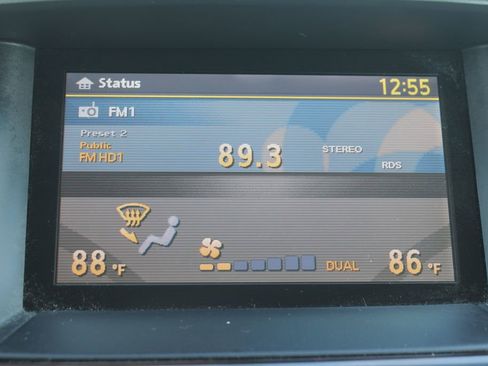 Status 12:55
FM1
Preset 2
Public
FM HD1
89.3
STEREO
RDS
88 °F
DUAL
86 °F